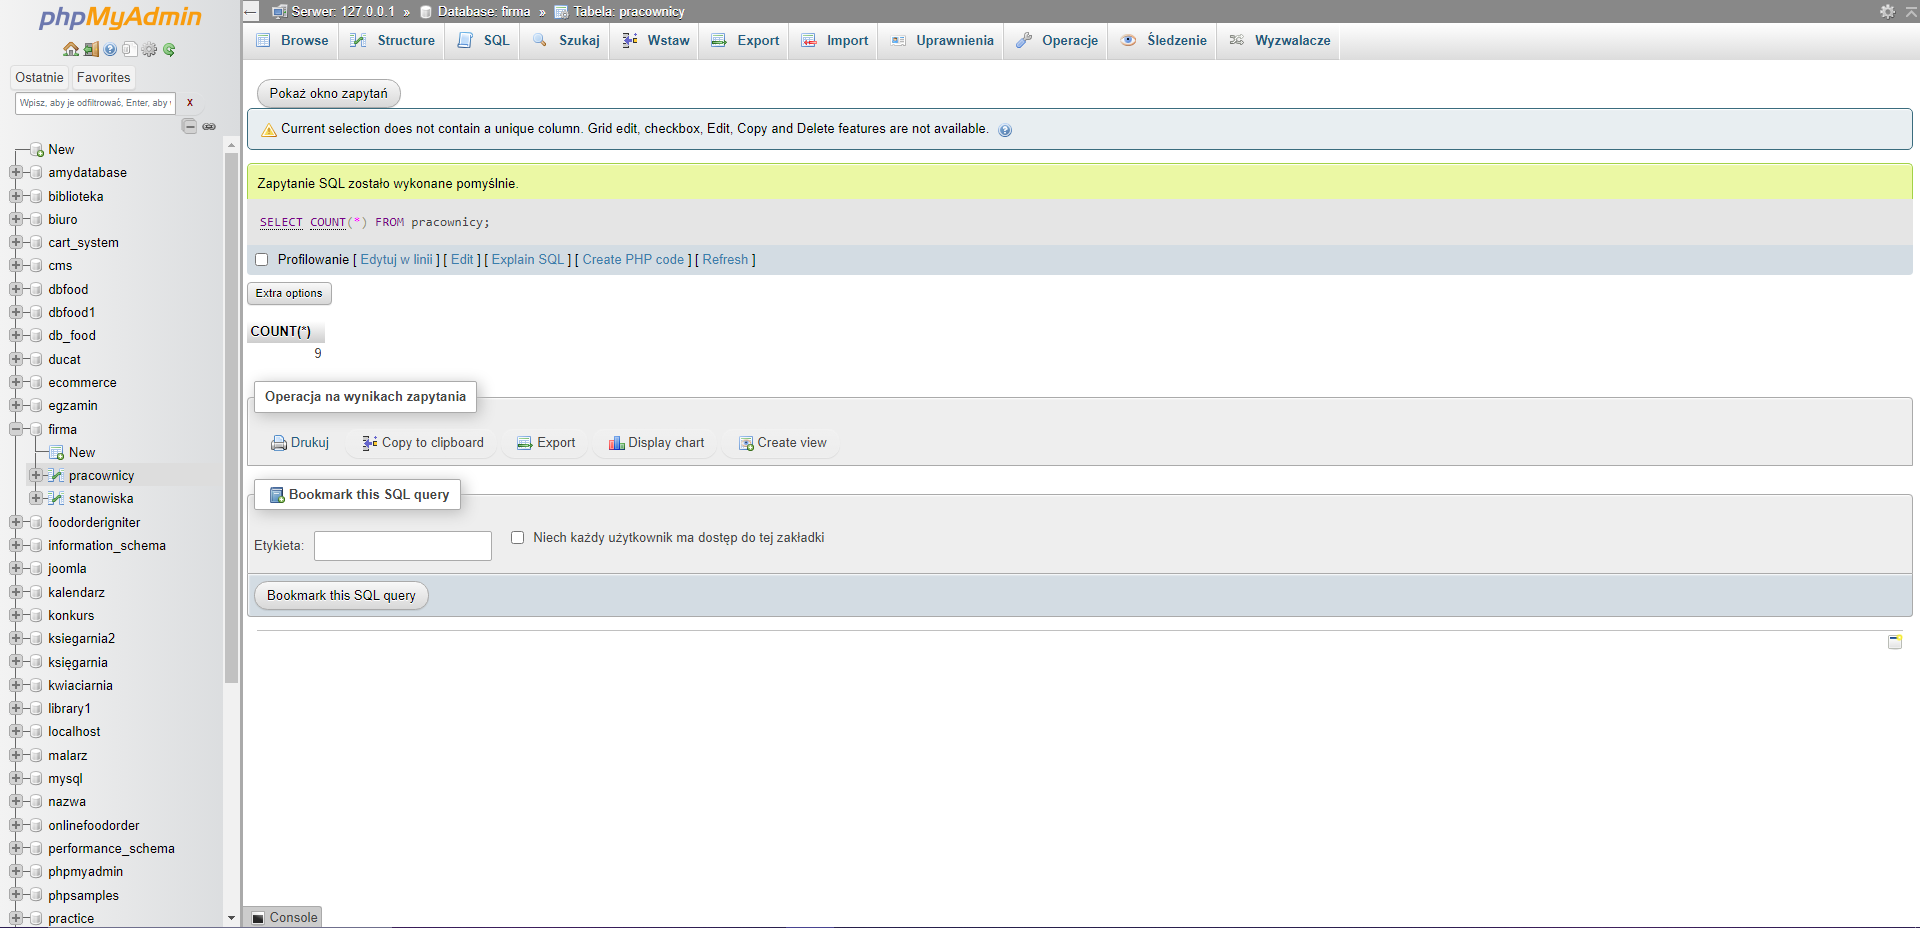 phpMyAdmin
Ostatnie Favorites
Wpisz, aby je odfiltrować, Enter, aby
X
New
amydatabase
biblioteka
biuro
cart_system
cms
dbfood
dbfood1
db_food
ducat
ecommerce
egzamin
firma
New
pracownicy
stanowiska
foodorderigniter
information_schema
joomla
kalendarz
konkurs
ksiegarnia2
księgarnia
kwiaciarnia
library1
localhost
malarz
mysql
nazwa
onlinefoodorder
performance_schema
phpmyadmin
phpsamples
practice
Serwer: 127.0.0.1 » Database: firma » Tabela: pracownicy
Browse Structure SQL Szukaj Wstaw Export Import Uprawnienia Operacje Śledzenie Wyzwalacze
Pokaż okno zapytań
Current selection does not contain a unique column. Grid edit, checkbox, Edit, Copy and Delete features are not available.
Zapytanie SQL zostało wykonane pomyślnie.
SELECT COUNT(*) FROM pracownicy;
Profilowanie [ Edytuj w linii ] [ Edit ] [ Explain SQL ] [ Create PHP code ] [ Refresh ]
Extra options
COUNT(*)
9
Operacja na wynikach zapytania
Drukuj Copy to clipboard Export Display chart Create view
Bookmark this SQL query
Etykieta: Niech każdy użytkownik ma dostęp do tej zakładki
Bookmark this SQL query
Console